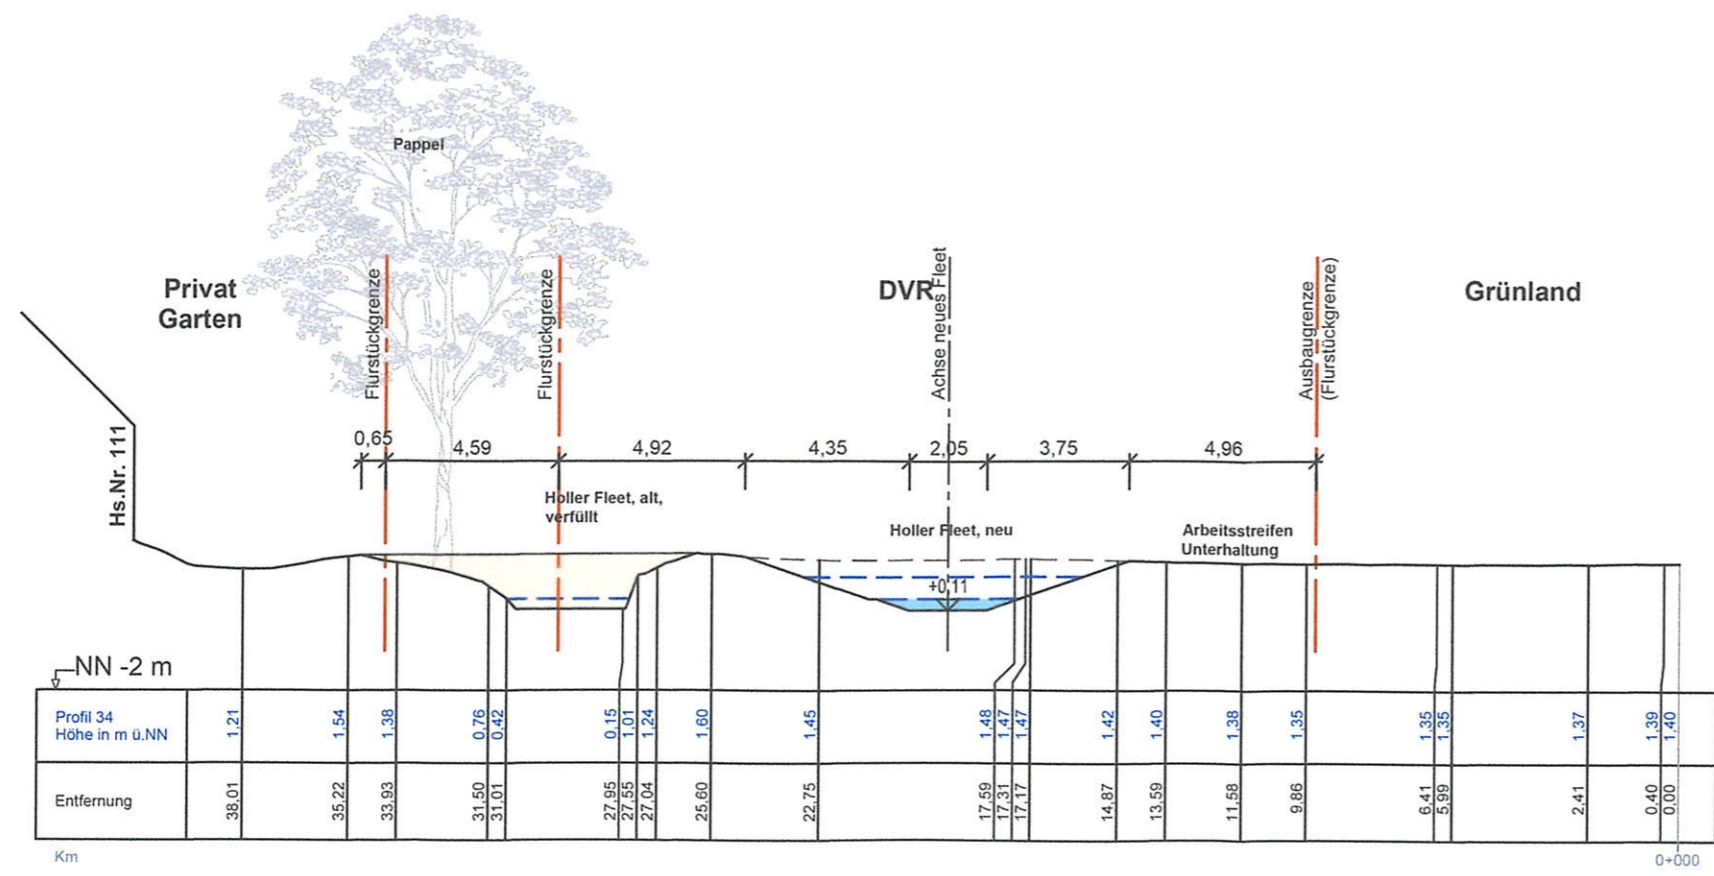 Pappel
Privat
Garten
Flurstückgrenze
Flurstückgrenze
DVR
Achse neues Fleet
Ausbaugrenze
(Flurstückgrenze)
Grünland
Hs.Nr. 111
0,65
4,59
4,92
4,35
2,05
3,75
4,96
Holler Fleet, alt,
verfüllt
Holler Fleet, neu
Arbeitsstreifen
Unterhaltung
+0,11
NN -2 m
Profil 34
Höhe in m ü.NN
1,21
1,54
1,38
0,76
0,42
0,15
1,01
1,24
1,60
1,45
1,48
1,47
1,47
1,42
1,40
1,38
1,35
1,35
1,35
1,37
1,39
1,40
Entfernung
38,01
35,22
33,93
31,50
31,01
27,95
27,55
27,04
25,60
22,75
17,59
17,31
17,17
14,87
13,59
11,58
9,86
6,41
5,99
2,41
0,40
0,00
Km
0+000